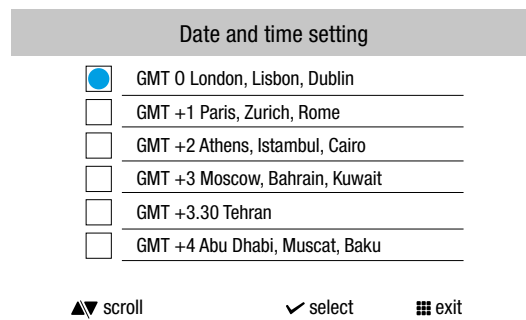 Date and time setting
GMT 0 London, Lisbon, Dublin
GMT +1 Paris, Zurich, Rome
GMT +2 Athens, Istambul, Cairo
GMT +3 Moscow, Bahrain, Kuwait
GMT +3.30 Tehran
GMT +4 Abu Dhabi, Muscat, Baku
scroll select exit